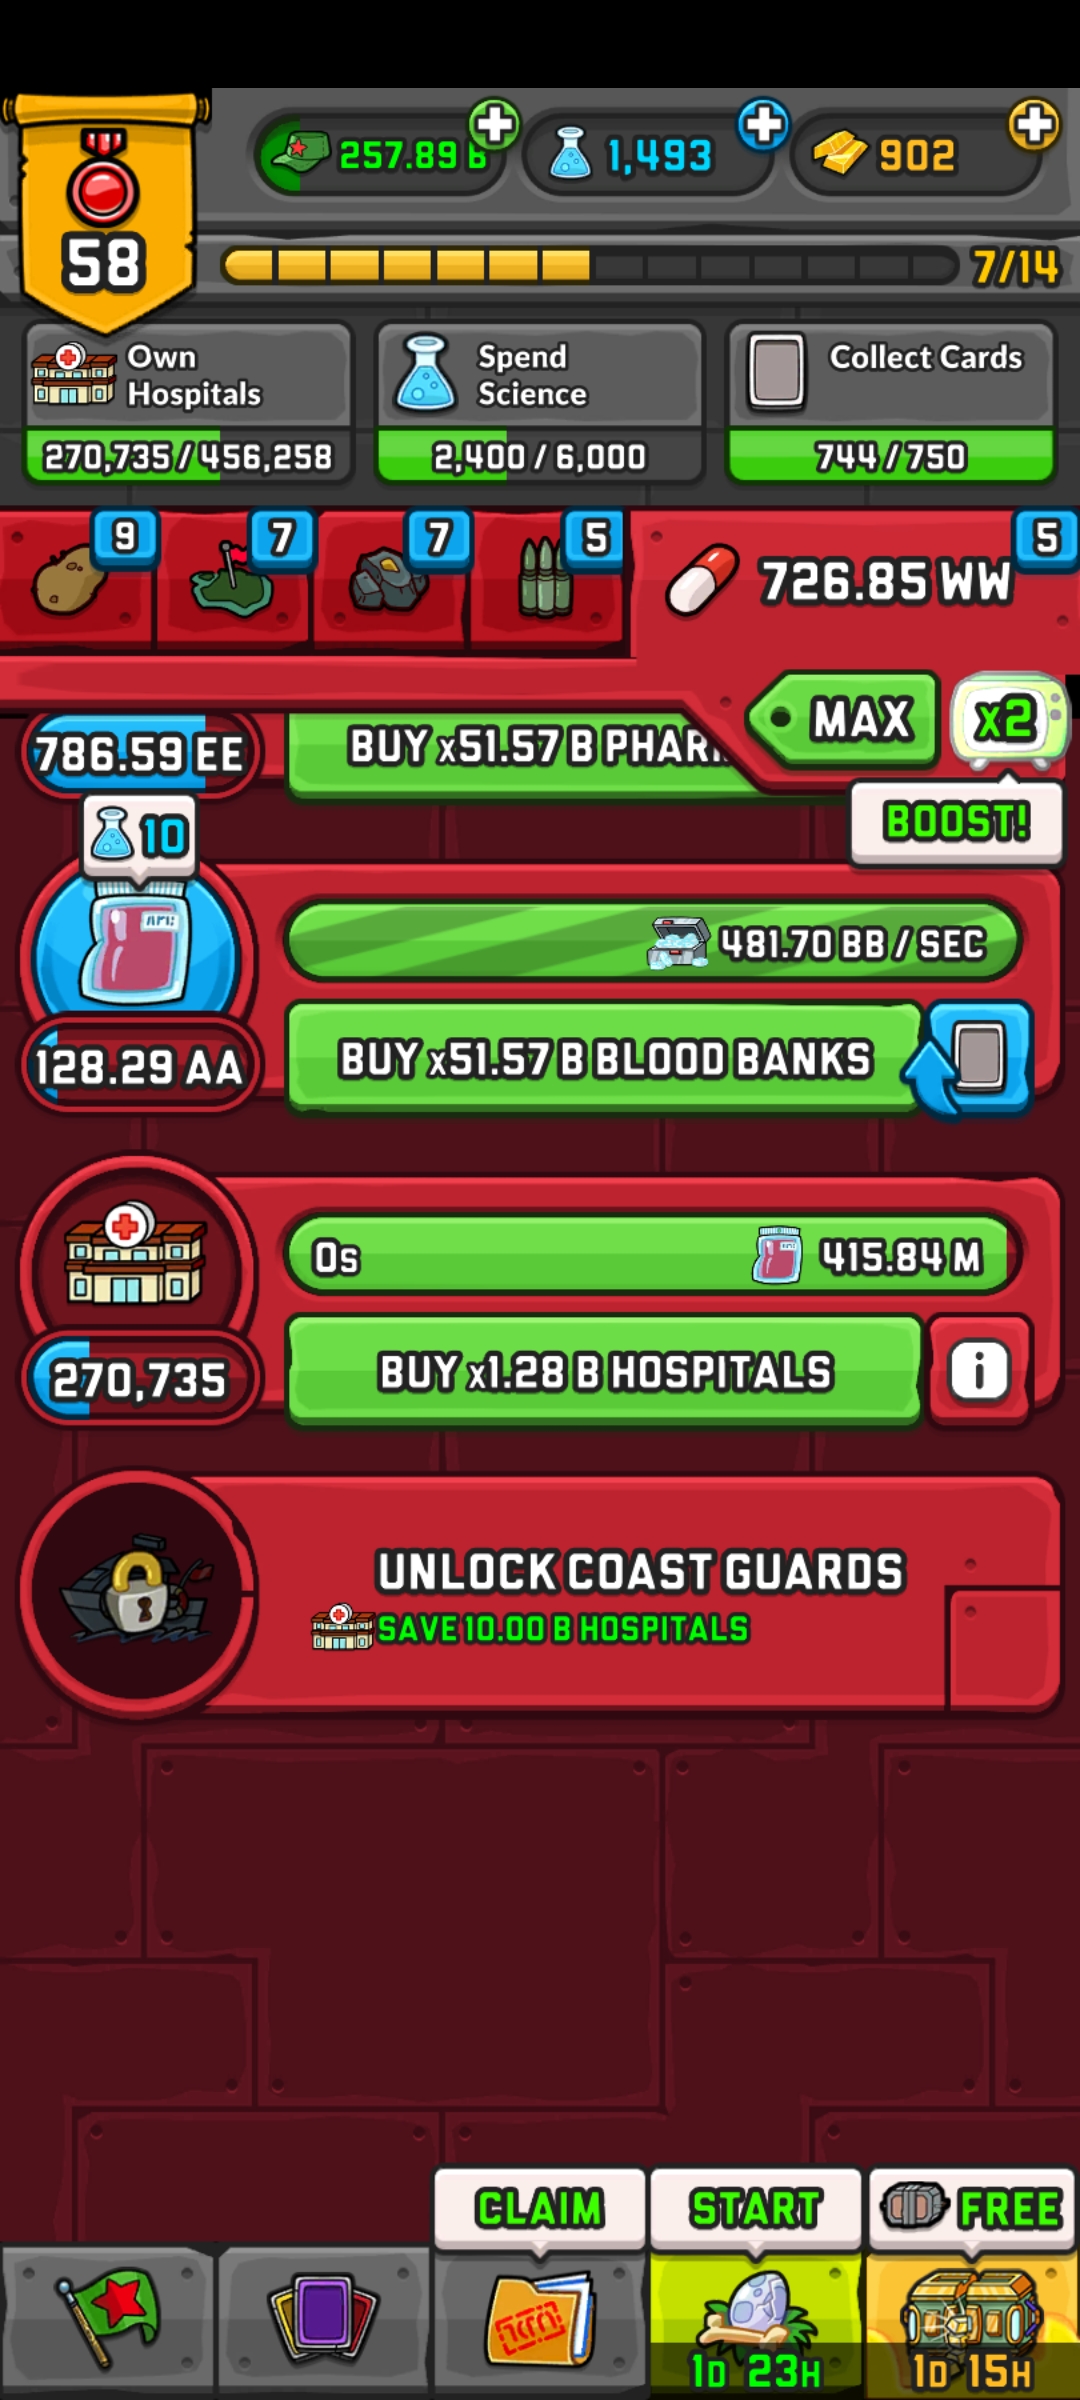 58
257.89 B
1,493
902
7/14
Own
Hospitals
270,735 / 456,258
Spend
Science
2,400 / 6,000
Collect Cards
744 / 750
9
7
7
5
5
726.85 WW
MAX
x2
BOOST!
786.59 EE
BUY x51.57 B PHAR
10
481.70 BB / SEC
128.29 AA
BUY x51.57 B BLOOD BANKS
0s
415.84 M
270,735
BUY x1.28 B HOSPITALS
i
UNLOCK COAST GUARDS
SAVE 10.00 B HOSPITALS
CLAIM
START
FREE
1D 23H
1D 15H